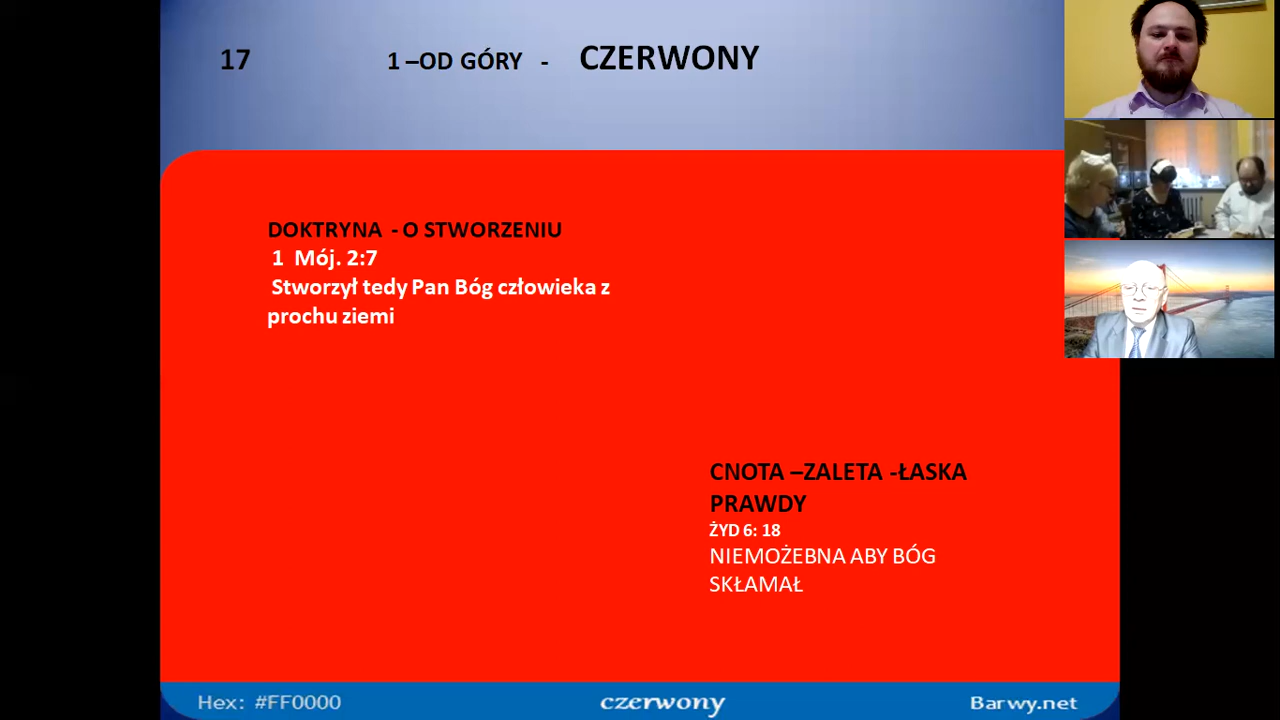 17 1 –OD GÓRY - CZERWONY
DOKTRYNA - O STWORZENIU
1 Mój. 2:7
Stworzył tedy Pan Bóg człowieka z
prochu ziemi
CNOTA –ZALETA -ŁASKA
PRAWDY
ŻYD 6: 18
NIEMOŻEBNA ABY BÓG
SKŁAMAŁ
Hex: #FF0000 czerwony Barwy.net